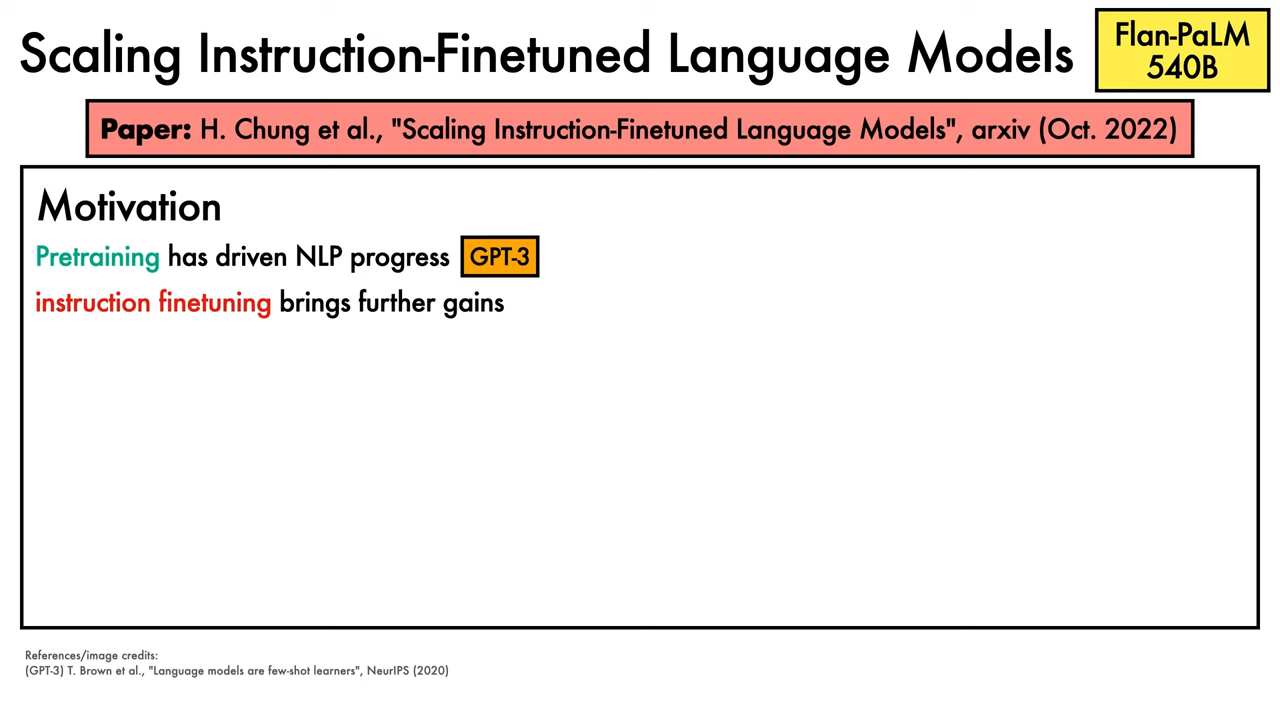 Scaling Instruction-Finetuned Language Models
Flan-PaLM
540B
Paper: H. Chung et al., "Scaling Instruction-Finetuned Language Models", arxiv (Oct. 2022)
Motivation
Pretraining has driven NLP progress GPT-3
instruction finetuning brings further gains
References/image credits:
(GPT-3) T. Brown et al., "Language models are few-shot learners", NeurIPS (2020)